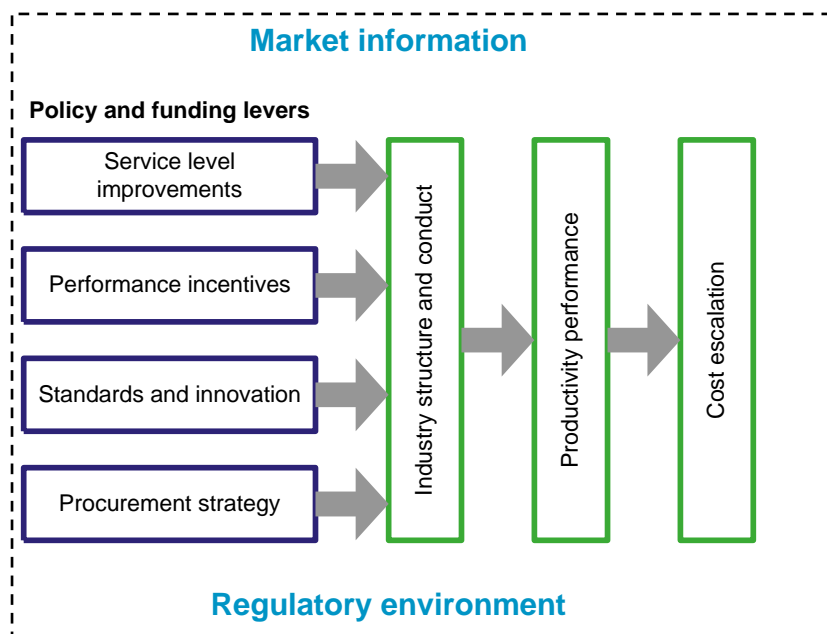 Market information
Policy and funding levers
Service level
improvements
Performance incentives
Standards and innovation
Procurement strategy
Industry structure and conduct
Productivity performance
Cost escalation
Regulatory environment